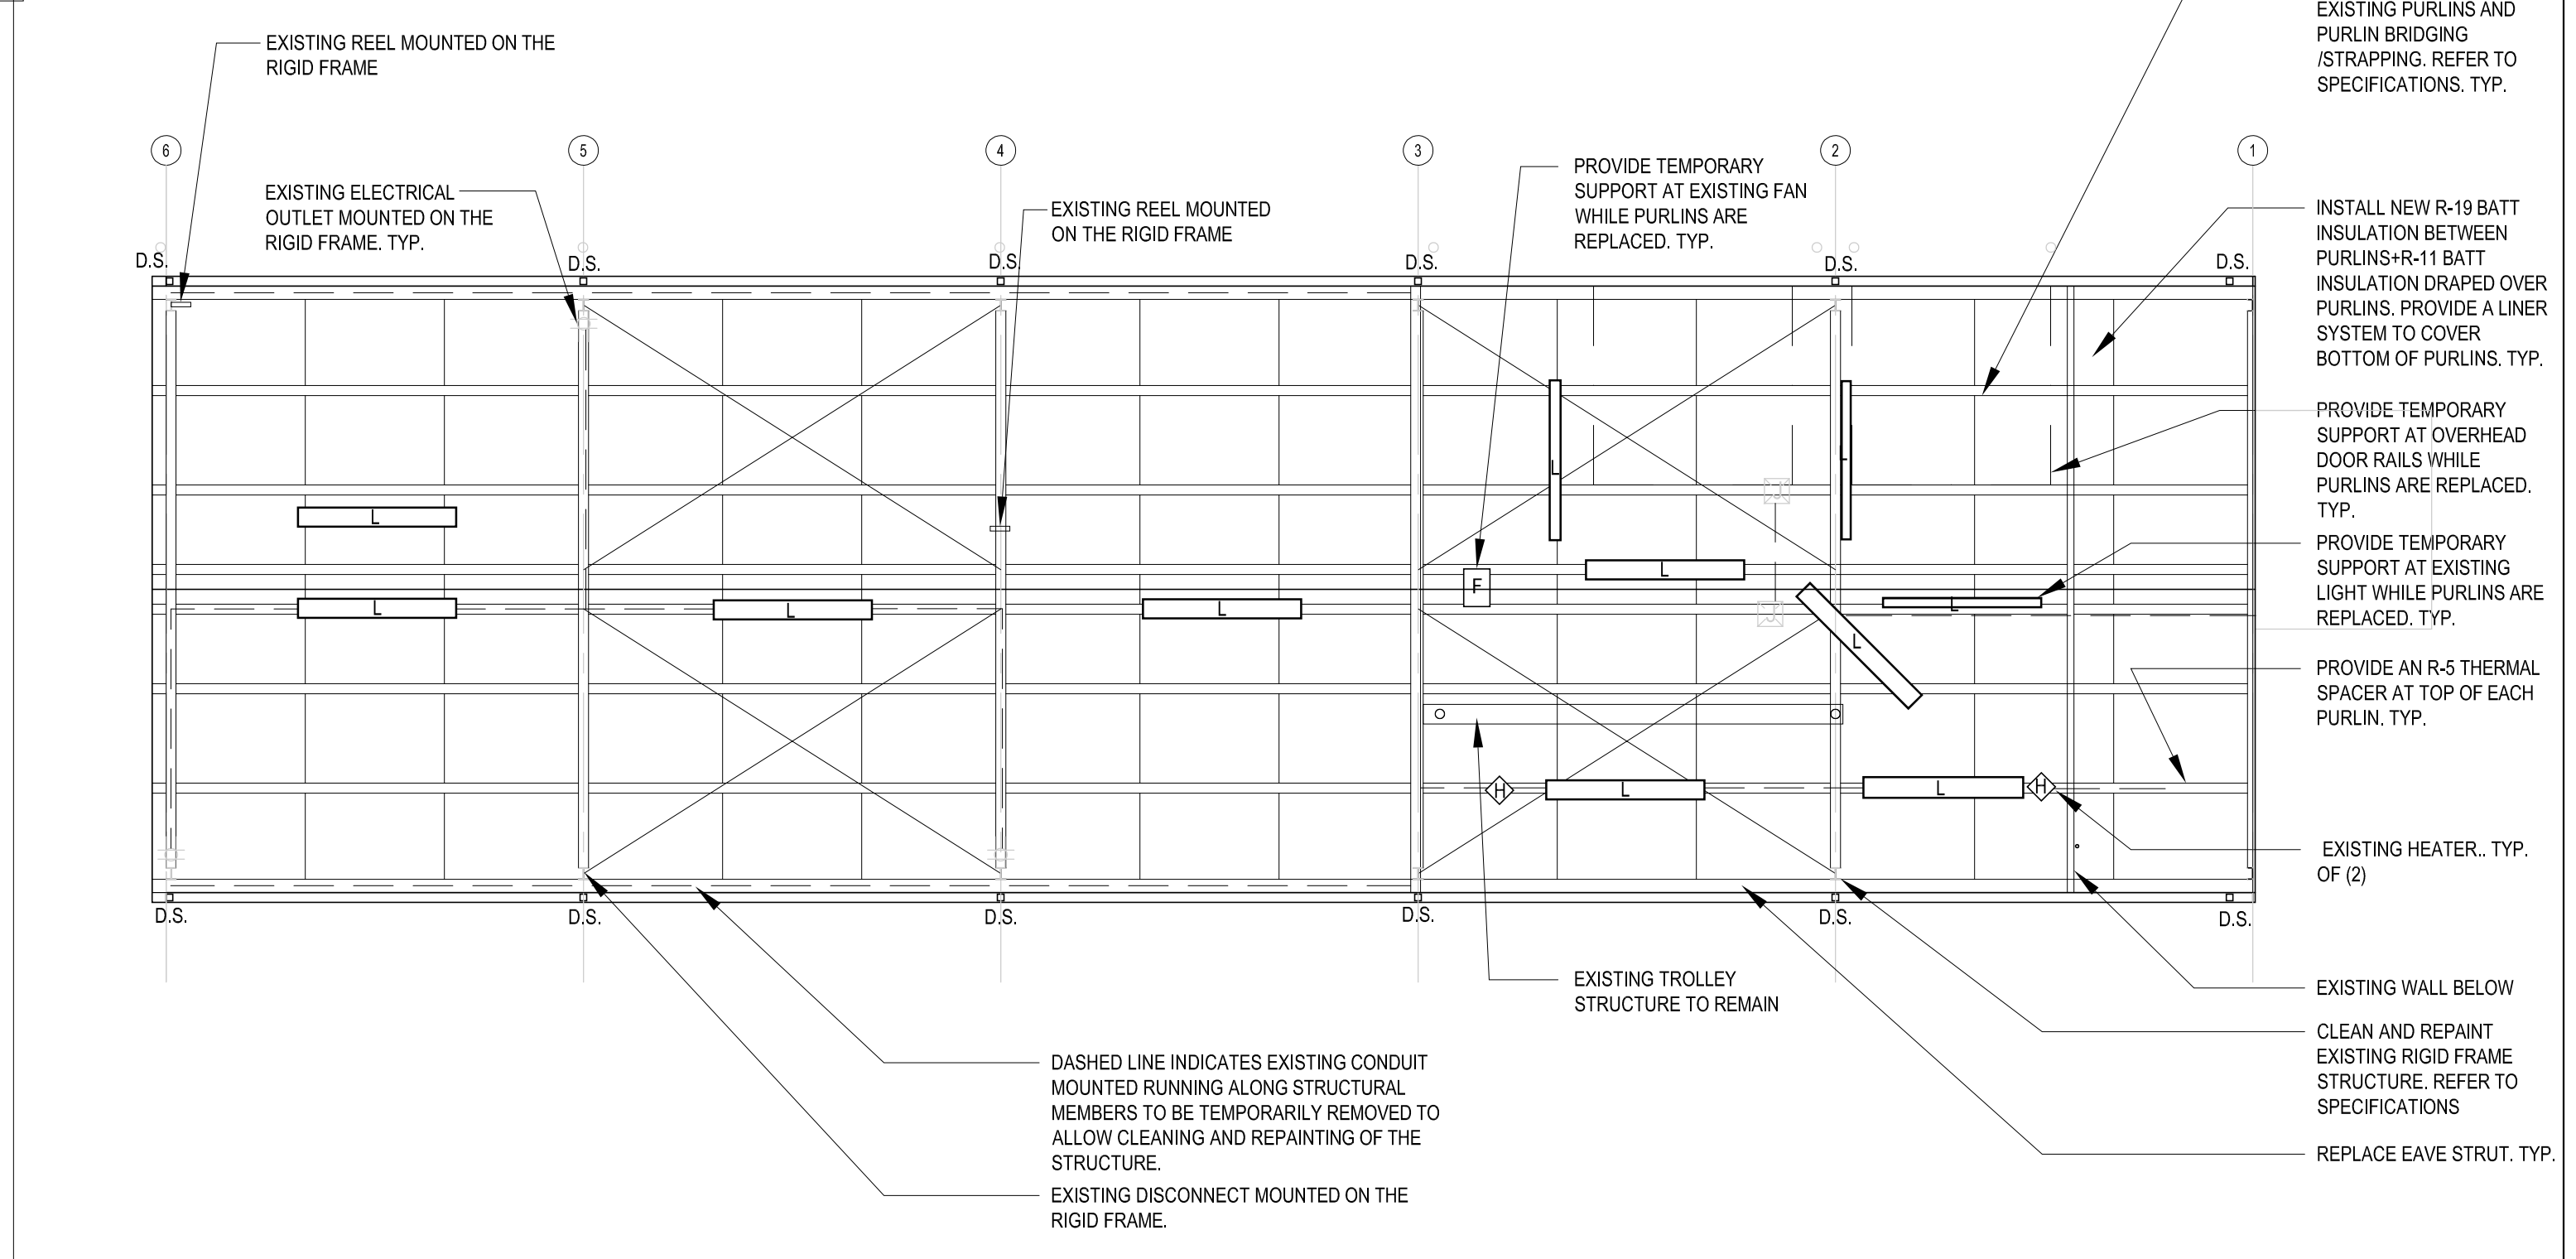 EXISTING REEL MOUNTED ON THE
RIGID FRAME
EXISTING PURLINS AND
PURLIN BRIDGING
/STRAPPING. REFER TO
SPECIFICATIONS. TYP.
6
5
4
3
2
1
EXISTING ELECTRICAL
OUTLET MOUNTED ON THE
RIGID FRAME. TYP.
EXISTING REEL MOUNTED
ON THE RIGID FRAME
PROVIDE TEMPORARY
SUPPORT AT EXISTING FAN
WHILE PURLINS ARE
REPLACED. TYP.
INSTALL NEW R-19 BATT
INSULATION BETWEEN
PURLINS+R-11 BATT
INSULATION DRAPED OVER
PURLINS. PROVIDE A LINER
SYSTEM TO COVER
BOTTOM OF PURLINS. TYP.
D.S.
D.S.
D.S.
D.S.
D.S.
D.S.
PROVIDE TEMPORARY
SUPPORT AT OVERHEAD
DOOR RAILS WHILE
PURLINS ARE REPLACED.
TYP.
L
L
L
J
F
L
PROVIDE TEMPORARY
SUPPORT AT EXISTING
LIGHT WHILE PURLINS ARE
REPLACED. TYP.
L
L
L
L
J
L
PROVIDE AN R-5 THERMAL
SPACER AT TOP OF EACH
PURLIN. TYP.
H
L
L
H
EXISTING HEATER.. TYP.
OF (2)
D.S.
D.S.
D.S.
D.S.
D.S.
D.S.
EXISTING TROLLEY
STRUCTURE TO REMAIN
EXISTING WALL BELOW
CLEAN AND REPAINT
EXISTING RIGID FRAME
STRUCTURE. REFER TO
SPECIFICATIONS
DASHED LINE INDICATES EXISTING CONDUIT
MOUNTED RUNNING ALONG STRUCTURAL
MEMBERS TO BE TEMPORARILY REMOVED TO
ALLOW CLEANING AND REPAINTING OF THE
STRUCTURE.
REPLACE EAVE STRUT. TYP.
EXISTING DISCONNECT MOUNTED ON THE
RIGID FRAME.